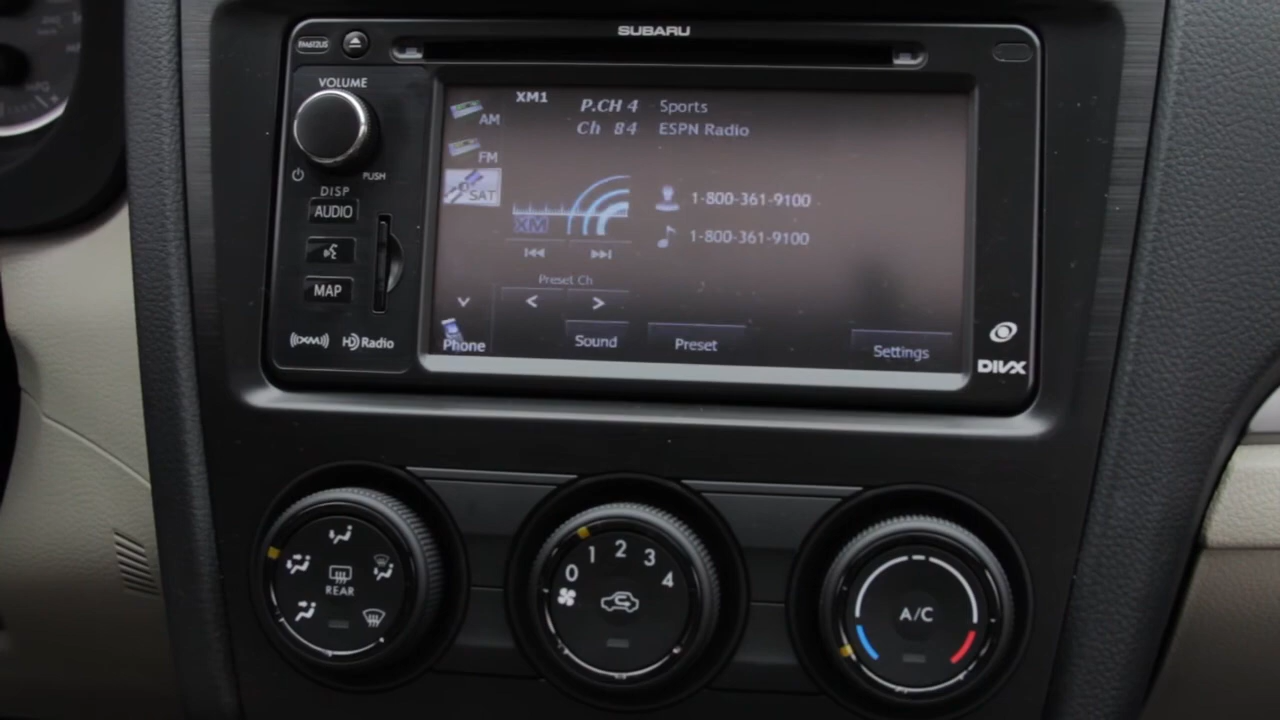 SUBARU
FM612US
VOLUME
PUSH
DISP
AUDIO
MAP
((XM))
HD Radio
AM
FM
SAT
XM1
P.CH 4 Sports
Ch 84 ESPN Radio
XM
1-800-361-9100
1-800-361-9100
Preset Ch
< >
Phone
Sound
Preset
Settings
DIVX
REAR
0 1 2 3 4
A/C